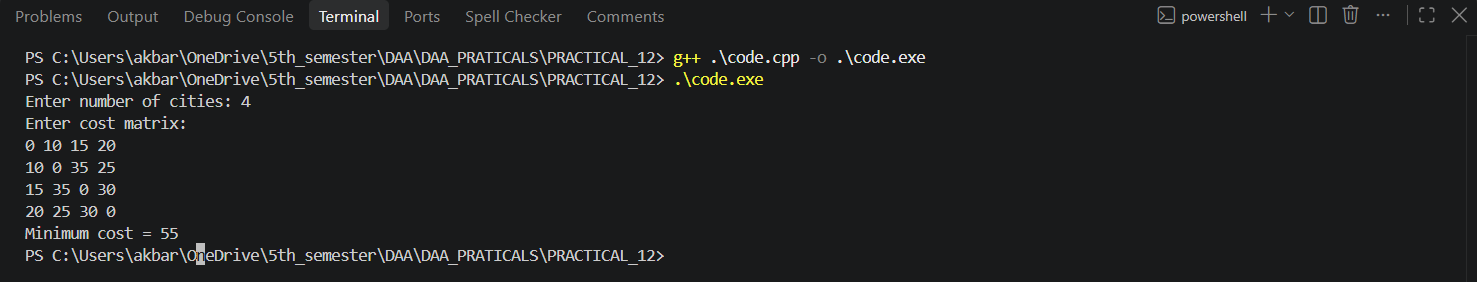 Problems Output Debug Console Terminal Ports Spell Checker Comments powershell
PS C:\Users\akbar\OneDrive\5th_semester\DAA\DAA_PRATICALS\PRACTICAL_12> g++ .\code.cpp -o .\code.exe
PS C:\Users\akbar\OneDrive\5th_semester\DAA\DAA_PRATICALS\PRACTICAL_12> .\code.exe
Enter number of cities: 4
Enter cost matrix:
0 10 15 20
10 0 35 25
15 35 0 30
20 25 30 0
Minimum cost = 55
PS C:\Users\akbar\OneDrive\5th_semester\DAA\DAA_PRATICALS\PRACTICAL_12>